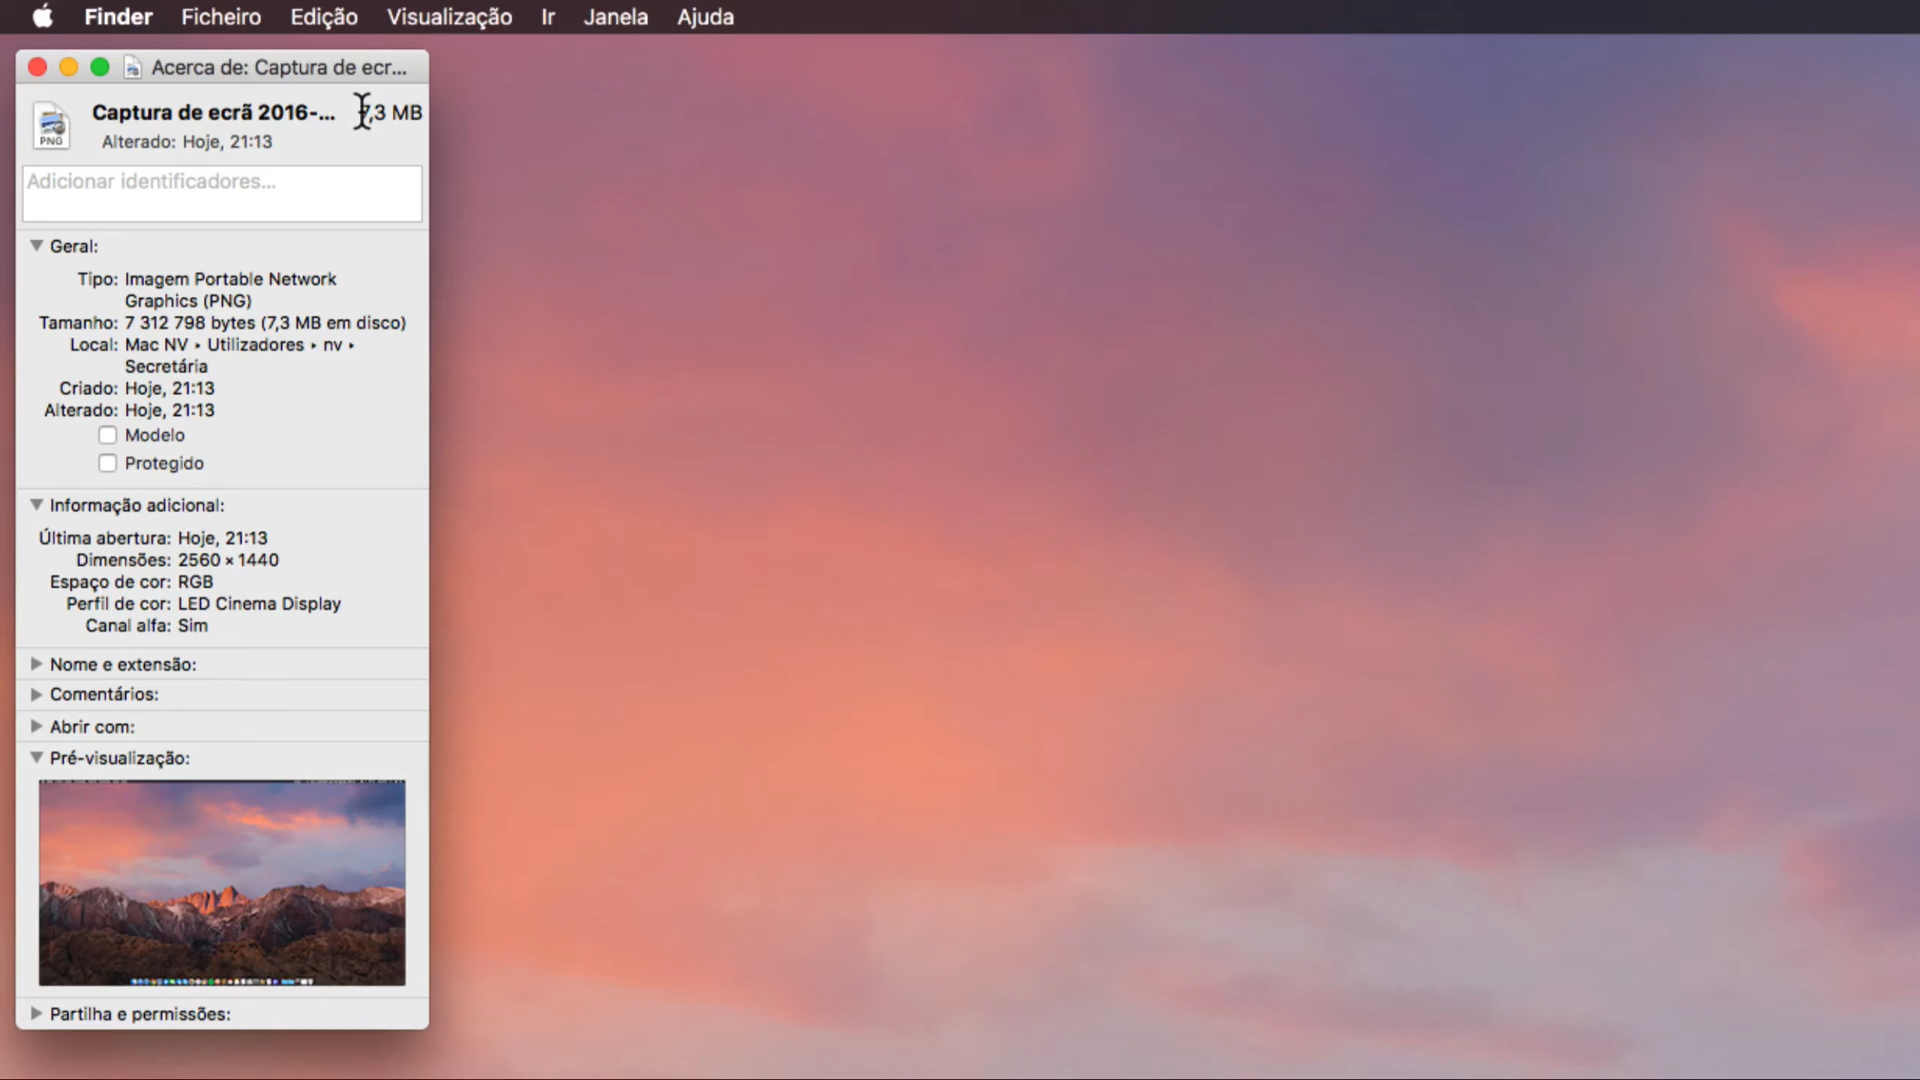 Finder Ficheiro Edição Visualização Ir Janela Ajuda
Acerca de: Captura de ecr...
Captura de ecrã 2016-... 7,3 MB
Alterado: Hoje, 21:13
PNG
Adicionar identificadores...
Geral:
Tipo: Imagem Portable Network
Graphics (PNG)
Tamanho: 7 312 798 bytes (7,3 MB em disco)
Local: Mac NV ▸ Utilizadores ▸ nv ▸
Secretária
Criado: Hoje, 21:13
Alterado: Hoje, 21:13
Modelo
Protegido
Informação adicional:
Última abertura: Hoje, 21:13
Dimensões: 2560 × 1440
Espaço de cor: RGB
Perfil de cor: LED Cinema Display
Canal alfa: Sim
Nome e extensão:
Comentários:
Abrir com:
Pré-visualização:
Partilha e permissões: